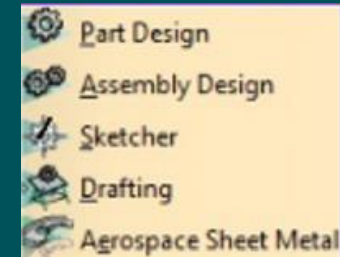 Part Design
Assembly Design
Sketcher
Drafting
Aerospace Sheet Metal